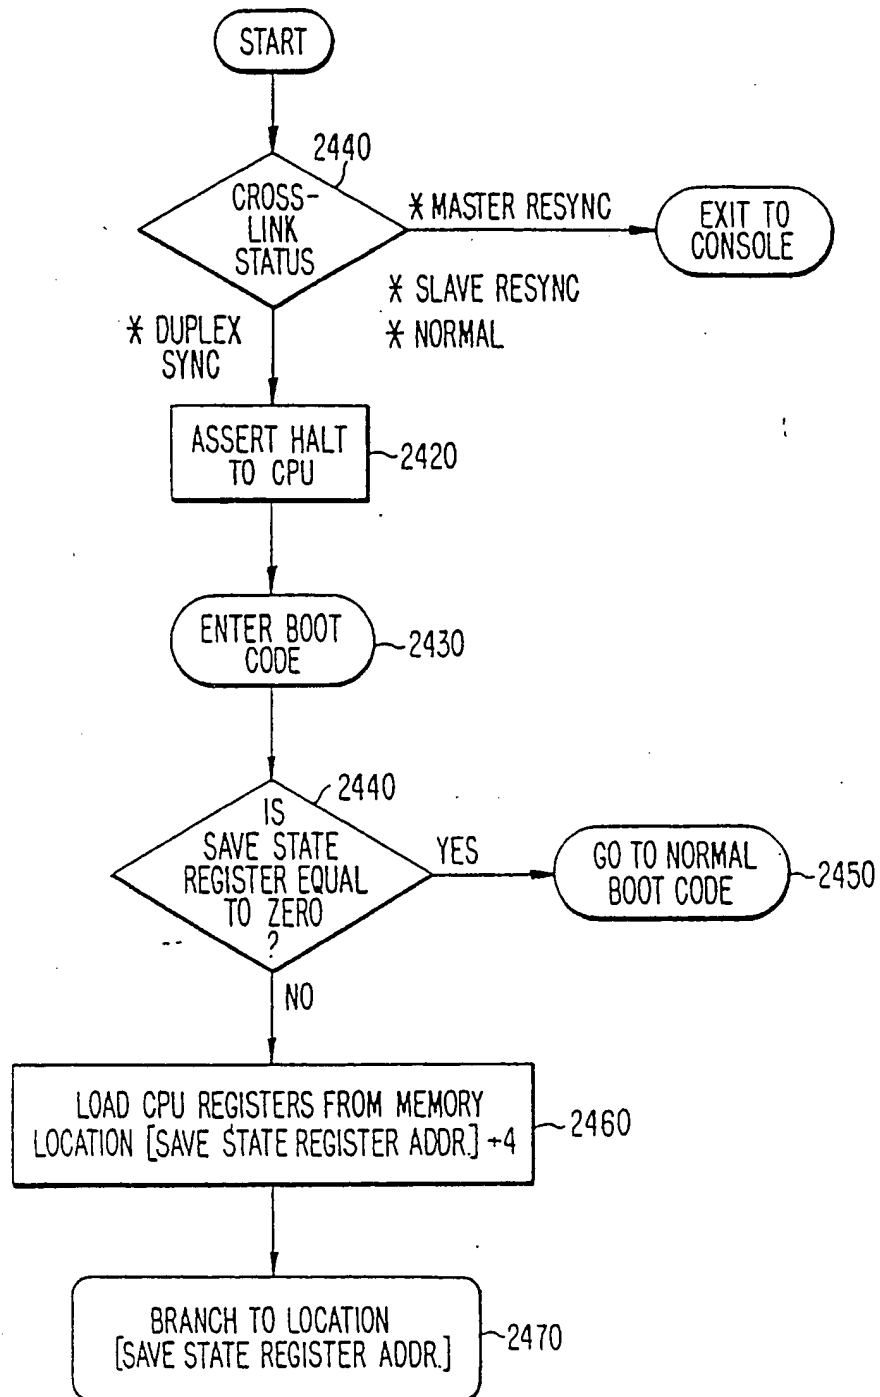 START
2440
CROSS-
LINK
STATUS
* MASTER RESYNC
EXIT TO
CONSOLE
* SLAVE RESYNC
* NORMAL
* DUPLEX
SYNC
ASSERT HALT
TO CPU
2420
ENTER BOOT
CODE
2430
2440
IS
SAVE STATE
REGISTER EQUAL
TO ZERO
?
YES
GO TO NORMAL
BOOT CODE
2450
NO
LOAD CPU REGISTERS FROM MEMORY
LOCATION [SAVE STATE REGISTER ADDR.] +4
2460
BRANCH TO LOCATION
[SAVE STATE REGISTER ADDR.]
2470